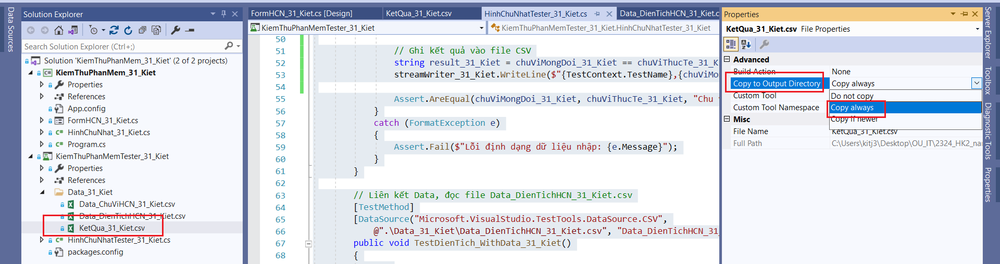 Data Sources
Solution Explorer
Search Solution Explorer (Ctrl+;)
Solution 'KiemThuPhanMem_31_Kiet' (2 of 2 projects)
KiemThuPhanMem_31_Kiet
Properties
References
App.config
FormHCN_31_Kiet.cs
HinhChuNhat_31_Kiet.cs
Program.cs
KiemThuPhanMemTester_31_Kiet
Properties
References
Data_31_Kiet
Data_ChuViHCN_31_Kiet.csv
Data_DienTichHCN_31_Kiet.csv
KetQua_31_Kiet.csv
HinhChuNhatTester_31_Kiet.cs
packages.config
FormHCN_31_Kiet.cs [Design] KetQua_31_Kiet.csv HinhChuNhatTester_31_Kiet.cs Data_DienTichHCN_31_Kiet.c
KiemThuPhanMemTester_31_Kiet KiemThuPhanMemTester_31_Kiet.HinhChuNhatTester_31_Kiet
50
51 // Ghi kết quả vào file CSV
52 string result_31_Kiet = chuViMongDoi_31_Kiet == chuViThucTe_31_K
53 streamWriter_31_Kiet.WriteLine($"{TestContext.TestName},{chuViMo
54
55 Assert.AreEqual(chuViMongDoi_31_Kiet, chuViThucTe_31_Kiet, "Chu v
56 }
57 catch (FormatException e)
58 {
59 Assert.Fail($"Lỗi định dạng dữ liệu nhập: {e.Message}");
60 }
61 }
62
63 // Liên kết Data, đọc file Data_DienTichHCN_31_Kiet.csv
64 [TestMethod]
65 [DataSource("Microsoft.VisualStudio.TestTools.DataSource.CSV",
66 @".\Data_31_Kiet\Data_DienTichHCN_31_Kiet.csv", "Data_DienTichHCN_31_
67 public void TestDienTich_WithData_31_Kiet()
68 {
Properties
KetQua_31_Kiet.csv File Properties
Advanced
Build Action None
Copy to Output Directory Copy always
Custom Tool Do not copy
Custom Tool Namespace Copy always
Misc Copy if newer
File Name KetQua_31_Kiet.csv
Full Path C:\Users\kitj3\Desktop\OU_IT\2324_HK2_na
Server Explorer
Toolbox
Diagnostic Tools
Properties